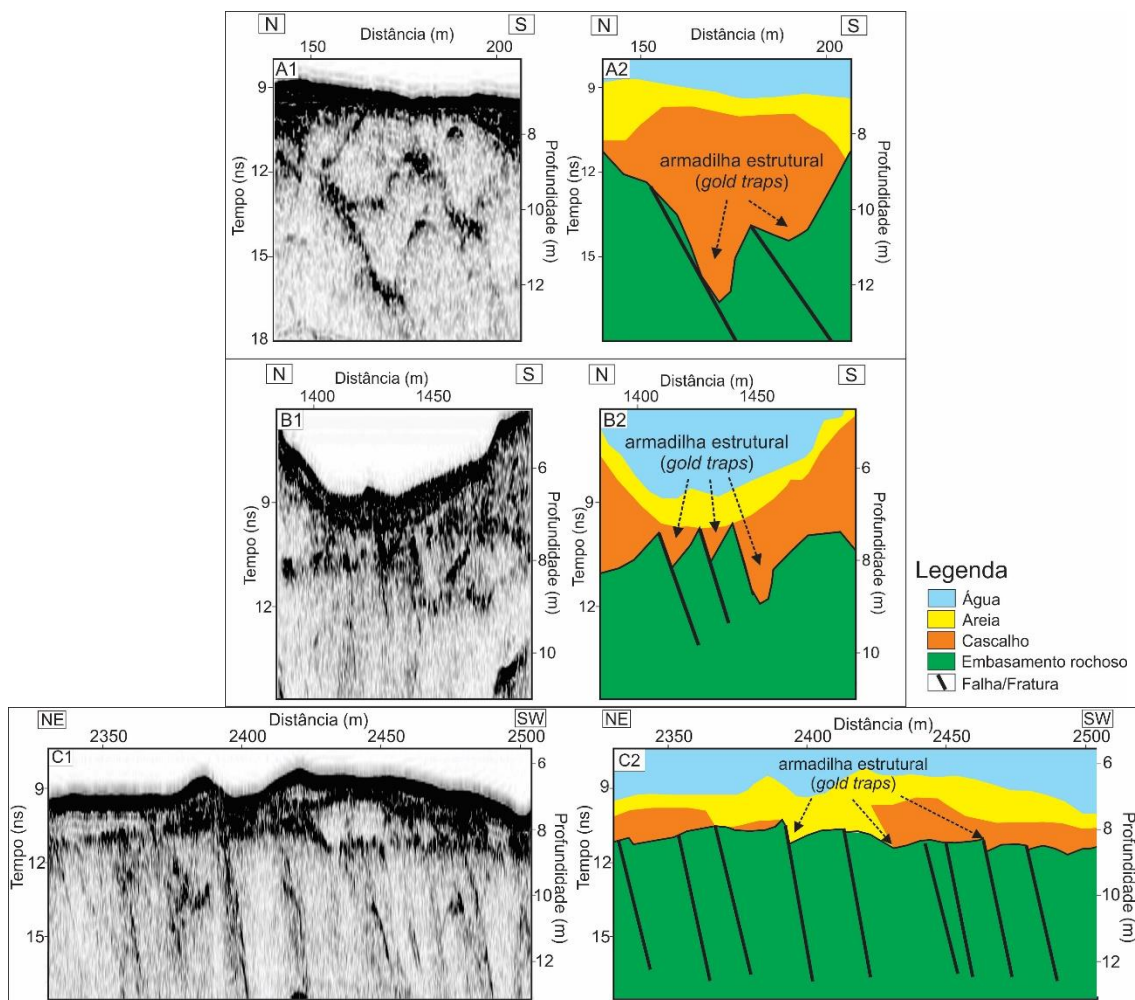 N
Distância (m)
S
150
200
A1
9
12
15
18
Tempo (ns)
8
10
12
Profundidade (m)
N
Distância (m)
S
150
200
A2
9
12
15
18
Tempo (ns)
armadilha estrutural
(gold traps)
8
10
12
Profundidade (m)
N
Distância (m)
S
1400
1450
B1
9
12
Tempo (ns)
6
8
10
Profundidade (m)
N
Distância (m)
S
1400
1450
B2
9
12
Tempo (ns)
armadilha estrutural
(gold traps)
6
8
10
Profundidade (m)
Legenda
Água
Areia
Cascalho
Embasamento rochoso
Falha/Fratura
NE
Distância (m)
SW
2350
2400
2450
2500
C1
9
12
15
Tempo (ns)
6
8
10
12
Profundidade (m)
NE
Distância (m)
SW
2350
2400
2450
2500
C2
9
12
15
Tempo (ns)
armadilha estrutural
(gold traps)
6
8
10
12
Profundidade (m)